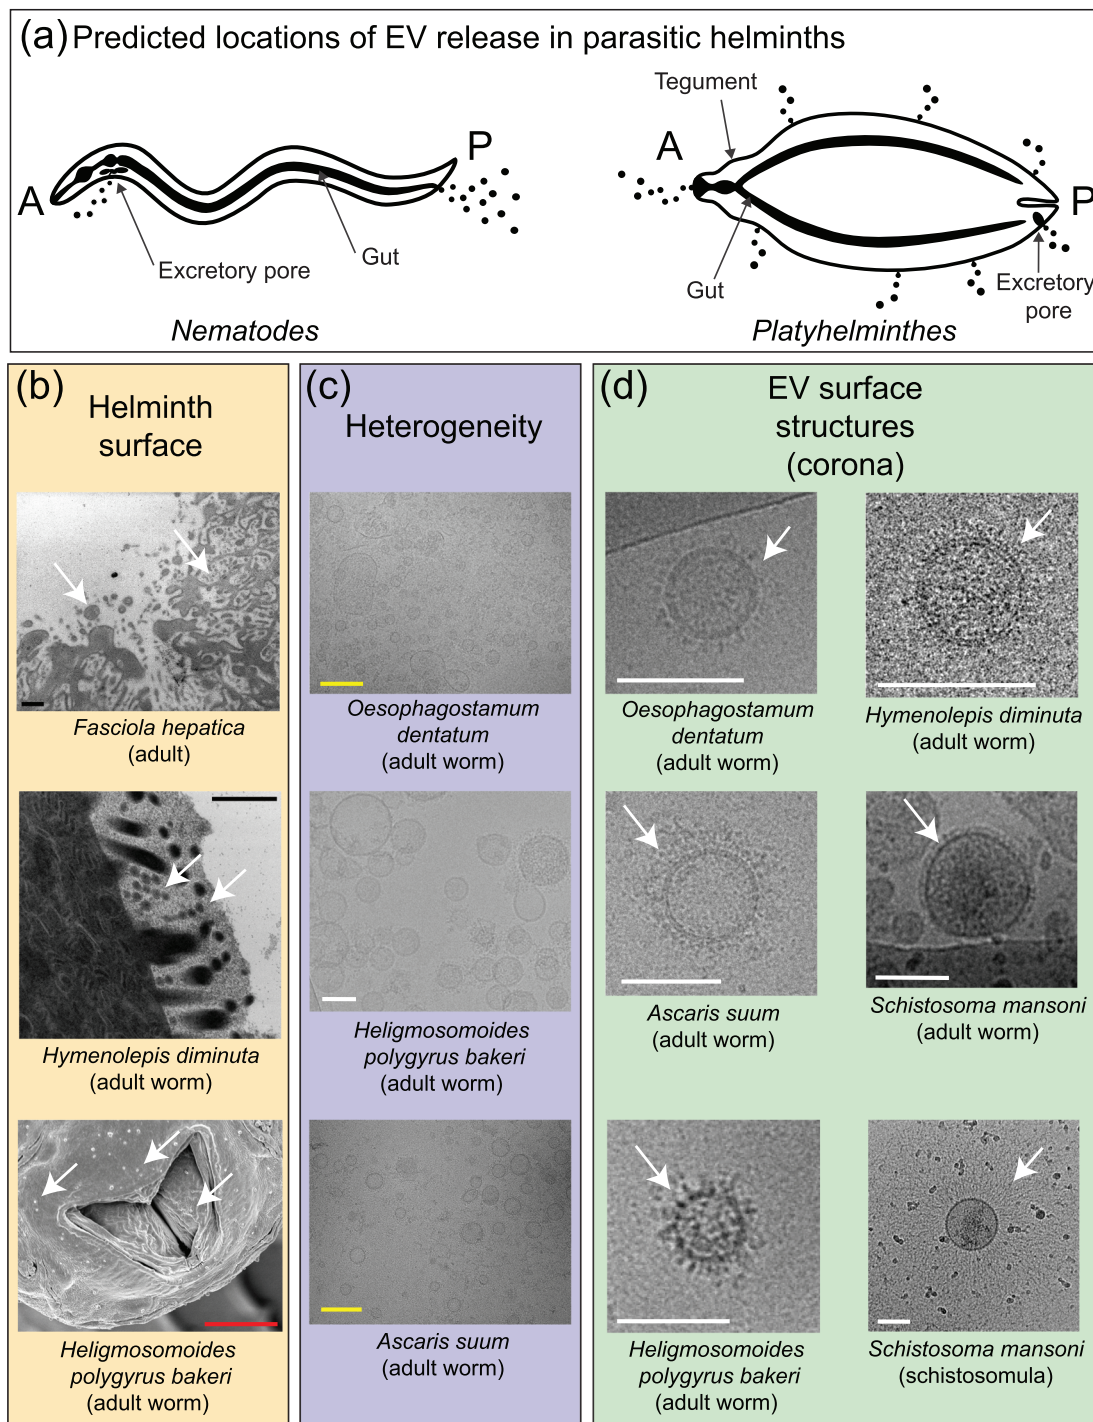 (a) Predicted locations of EV release in parasitic helminths
A
P
Excretory pore
Gut
Nematodes
Tegument
A
P
Gut
Excretory
pore
Platyhelminthes
(b)
Helminth
surface
Fasciola hepatica
(adult)
Hymenolepis diminuta
(adult worm)
Heligmosomoides
polygyrus bakeri
(adult worm)
(c)
Heterogeneity
Oesophagostamum
dentatum
(adult worm)
Heligmosomoides
polygyrus bakeri
(adult worm)
Ascaris suum
(adult worm)
(d)
EV surface
structures
(corona)
Oesophagostamum
dentatum
(adult worm)
Hymenolepis diminuta
(adult worm)
Ascaris suum
(adult worm)
Schistosoma mansoni
(adult worm)
Heligmosomoides
polygyrus bakeri
(adult worm)
Schistosoma mansoni
(schistosomula)